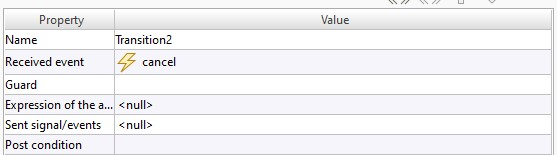 Property Value
Name Transition2
Received event cancel
Guard
Expression of the a... <null>
Sent signal/events <null>
Post condition